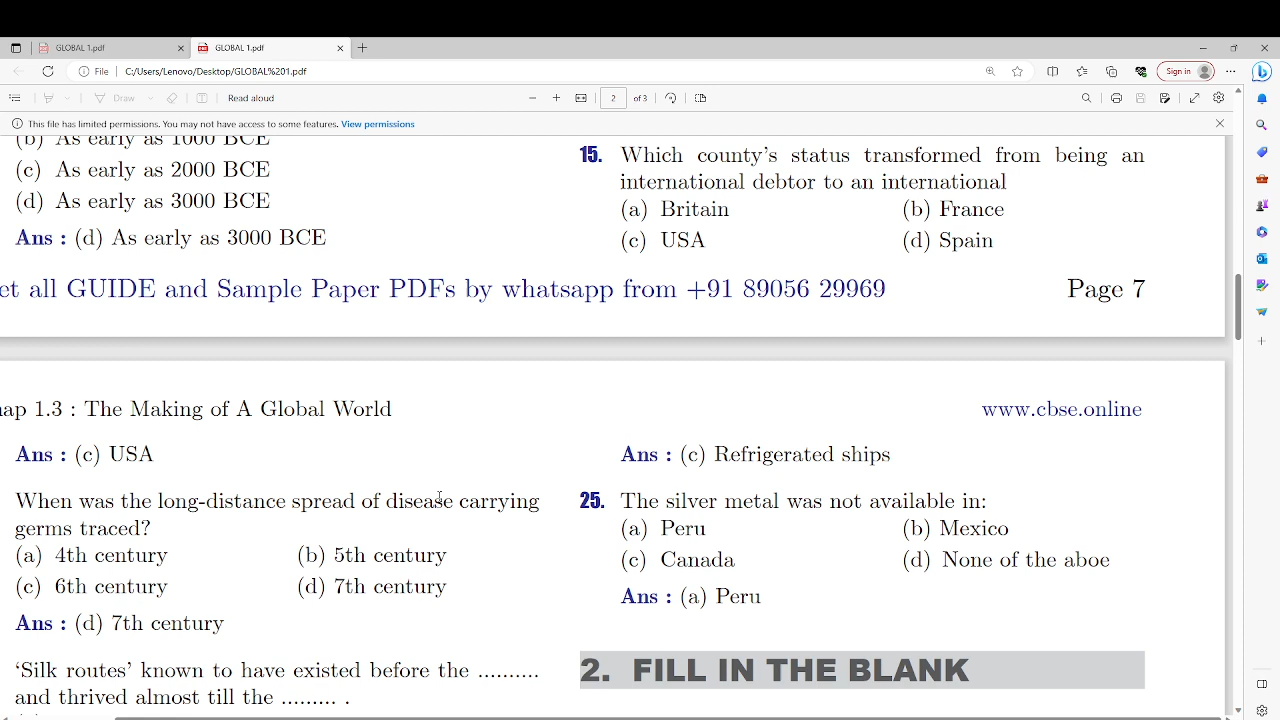 GLOBAL 1.pdf
GLOBAL 1.pdf
File
C:/Users/Lenovo/Desktop/GLOBAL%201.pdf
Sign in
Draw
Read aloud
2
of 3
This file has limited permissions. You may not have access to some features. View permissions
(b) As early as 1000 BCE
(c) As early as 2000 BCE
(d) As early as 3000 BCE
Ans : (d) As early as 3000 BCE
15. Which county's status transformed from being an
international debtor to an international
(a) Britain (b) France
(c) USA (d) Spain
et all GUIDE and Sample Paper PDFs by whatsapp from +91 89056 29969 Page 7
ap 1.3 : The Making of A Global World www.cbse.online
Ans : (c) USA
When was the long-distance spread of disease carrying
germs traced?
(a) 4th century (b) 5th century
(c) 6th century (d) 7th century
Ans : (d) 7th century
‘Silk routes’ known to have existed before the ..........
and thrived almost till the ......... .
Ans : (c) Refrigerated ships
25. The silver metal was not available in:
(a) Peru (b) Mexico
(c) Canada (d) None of the aboe
Ans : (a) Peru
2. FILL IN THE BLANK